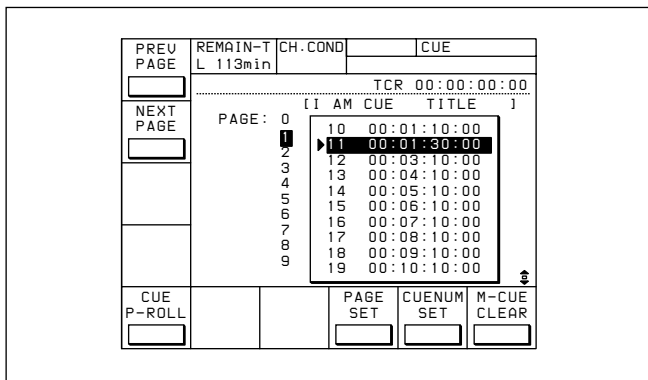 PREV PAGE
REMAIN-T
L 113min
CH.COND
CUE
TCR 00:00:00:00
NEXT PAGE
[I AM CUE TITLE ]
PAGE: 0
1
2
3
4
5
6
7
8
9
10 00:01:10:00
11 00:01:30:00
12 00:03:10:00
13 00:04:10:00
14 00:05:10:00
15 00:06:10:00
16 00:07:10:00
17 00:08:10:00
18 00:09:10:00
19 00:10:10:00
CUE P-ROLL
PAGE SET
CUENUM SET
M-CUE CLEAR